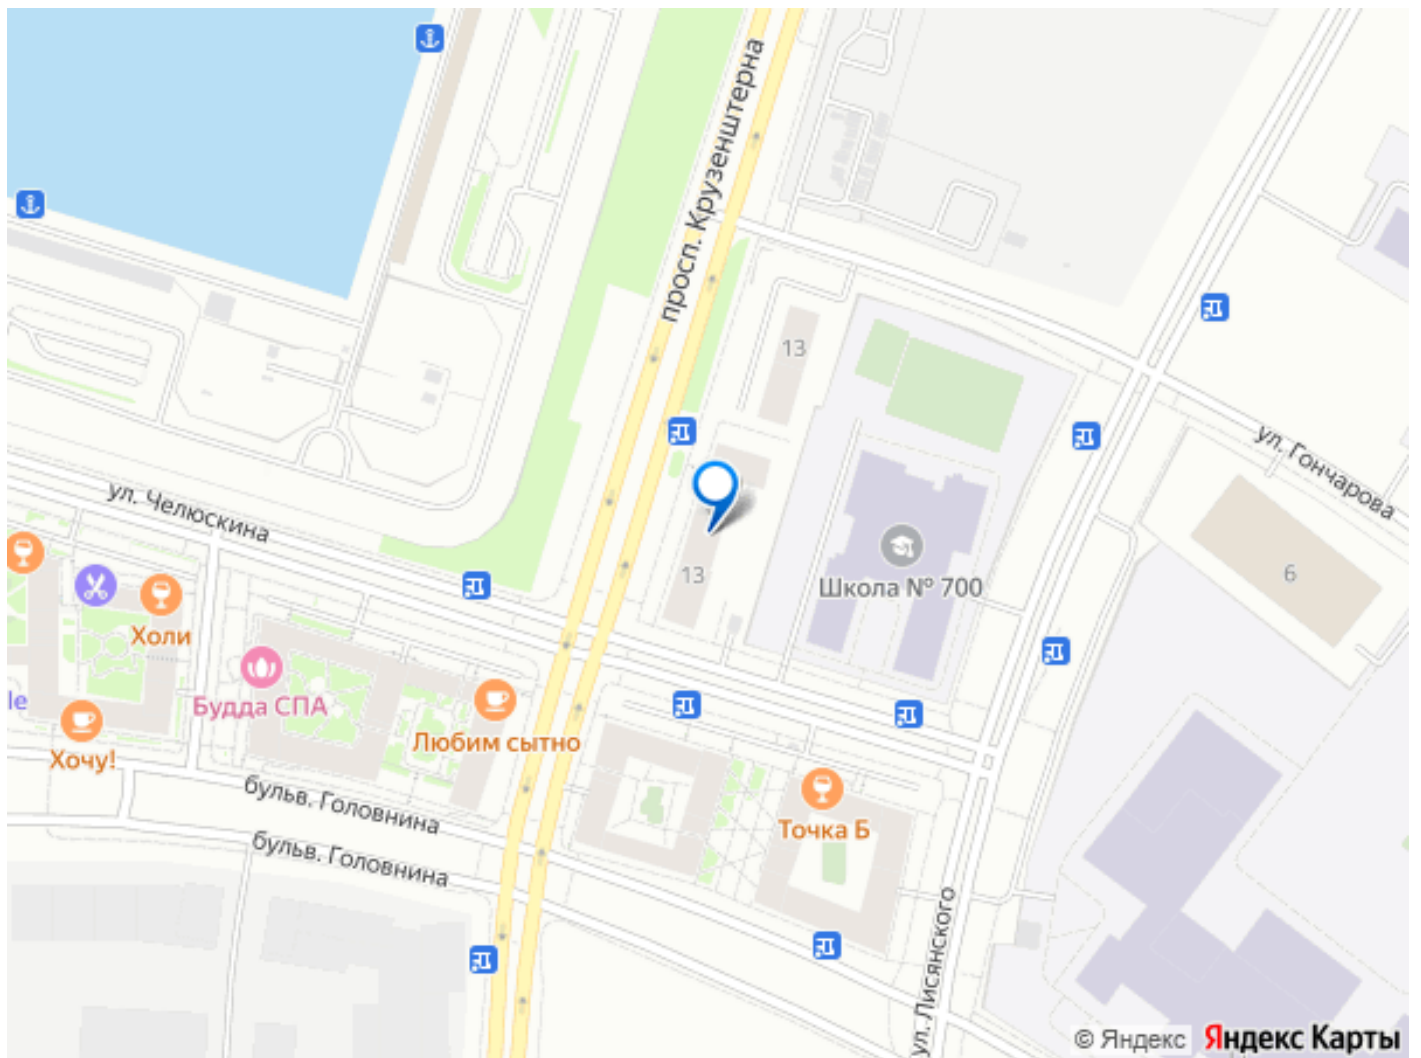 просп. Крузенштерна
13
ул. Гончарова
ул. Челюскина
13
Школа № 700
6
Холи
Будда СПА
le
Хочу!
Любим сытно
бульв. Головнина
Точка Б
бульв. Головнина
ул. Лисянского
© Яндекс Яндекс Карты